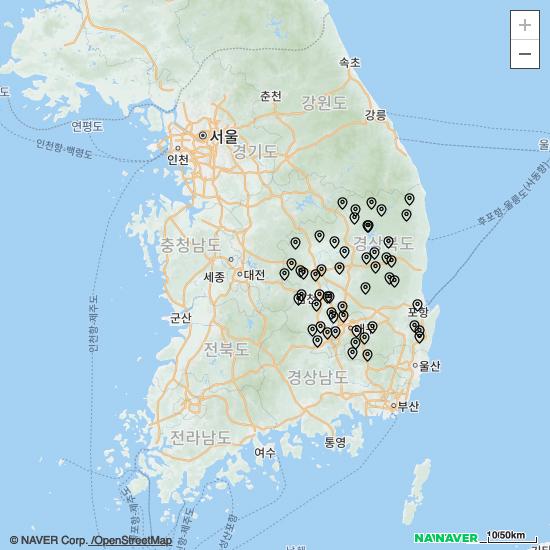 +
−
속초
춘천
강원도
강릉
도
연평도
서울
인천항-백령도
인천
경기도
울
후포항-울릉도(사동항)
경상북도
충청남도
세종
대전
포항
인천항-제주도
군산
전북도
울산
경상남도
부산
전라남도
통영
여수
© NAVER Corp. /OpenStreetMap
NAVER
10/50km